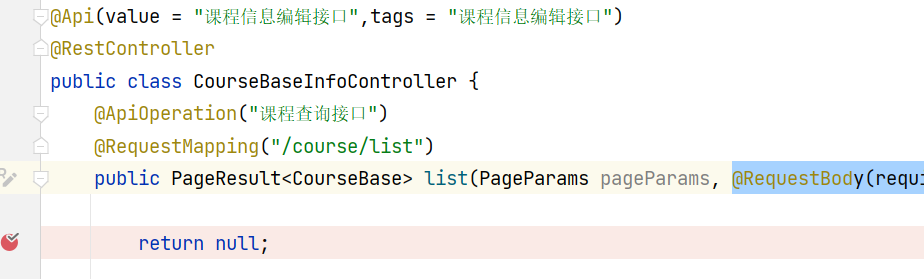 @Api(value = "课程信息编辑接口",tags = "课程信息编辑接口")
@RestController
public class CourseBaseInfoController {
@ApiOperation("课程查询接口")
@RequestMapping("/course/list")
public PageResult<CourseBase> list(PageParams pageParams, @RequestBody(requi
return null;